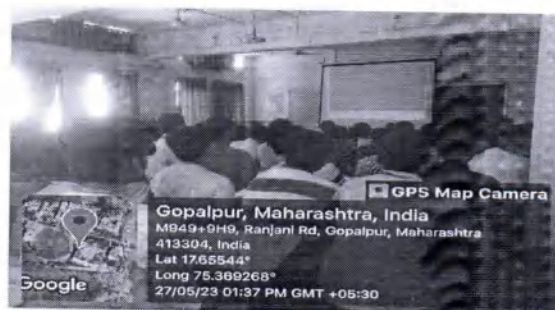 GPS Map Camera
Gopalpur, Maharashtra, India
M949+9H9, Ranjani Rd, Gopalpur, Maharashtra
413304, India
Lat 17.65544°
Long 75.369268°
27/05/23 01:37 PM GMT +05:30
Google